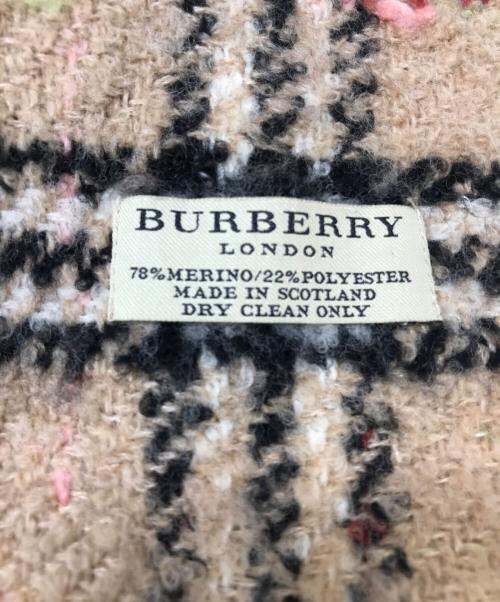 BURBERRY
LONDON
78%MERINO/22%POLYESTER
MADE IN SCOTLAND
DRY CLEAN ONLY